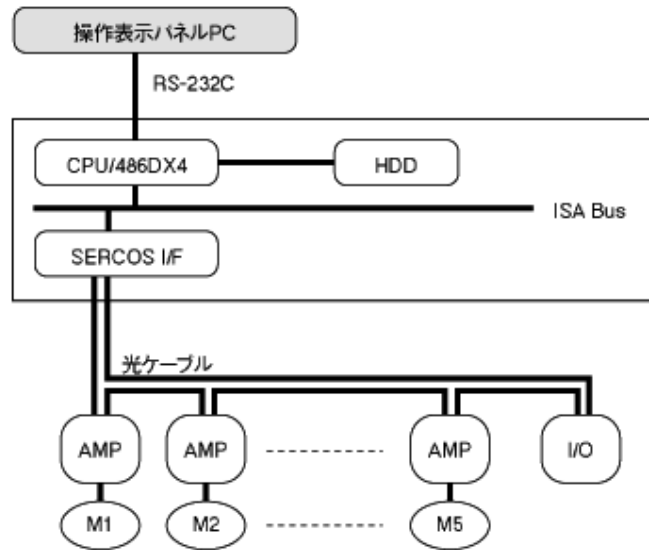 操作表示パネルPC
RS-232C
CPU/486DX4
HDD
ISA Bus
SERCOS I/F
光ケーブル
AMP
AMP
AMP
I/O
M1
M2
M5